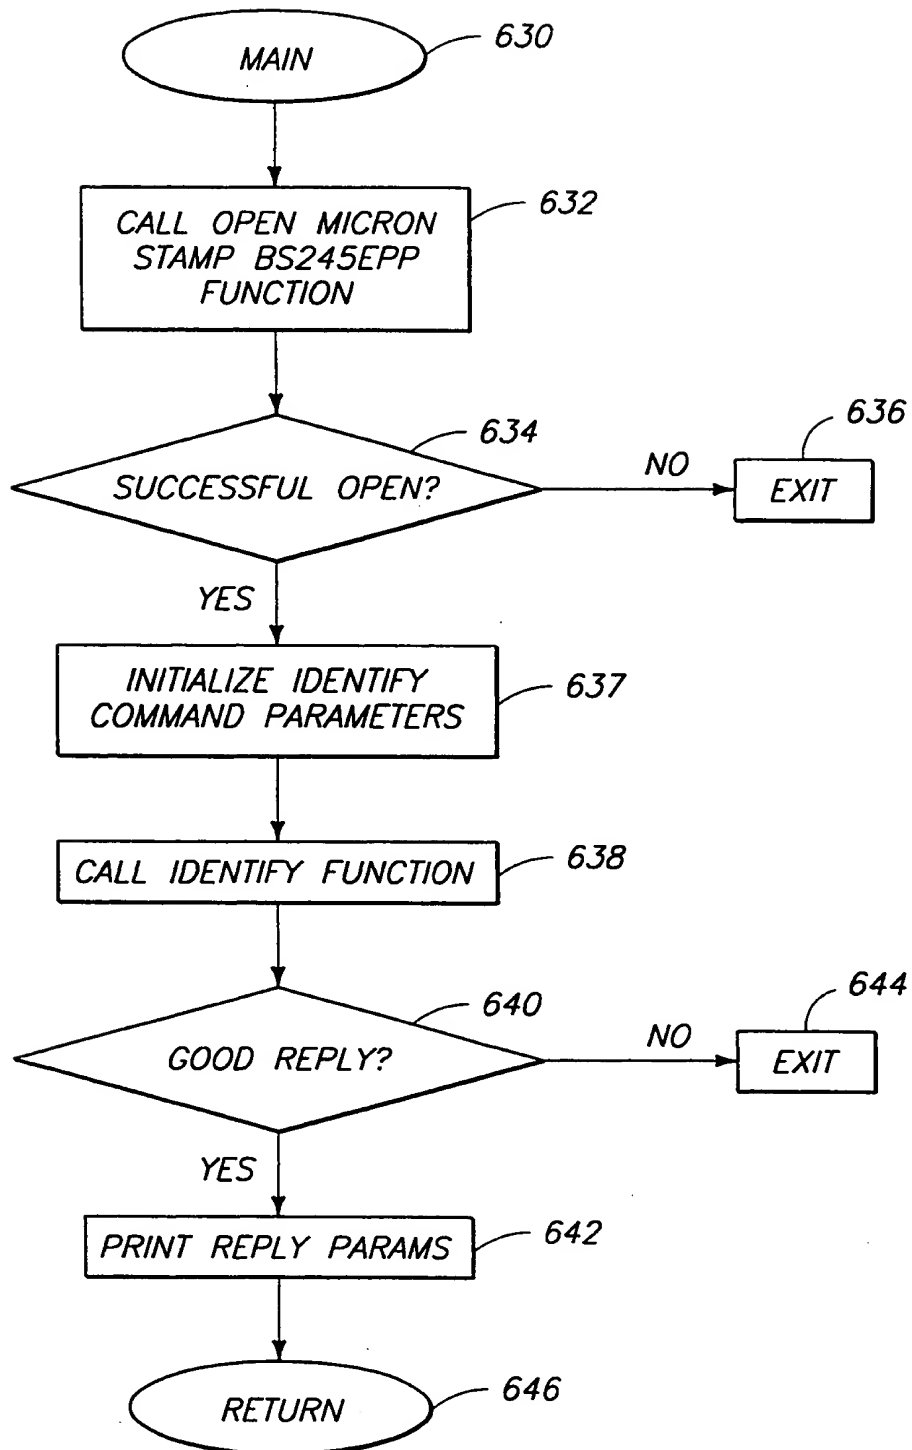 MAIN
630
CALL OPEN MICRON
STAMP BS245EPP
FUNCTION
632
SUCCESSFUL OPEN?
634
NO
EXIT
636
YES
INITIALIZE IDENTIFY
COMMAND PARAMETERS
637
CALL IDENTIFY FUNCTION
638
GOOD REPLY?
640
NO
EXIT
644
YES
PRINT REPLY PARAMS
642
RETURN
646